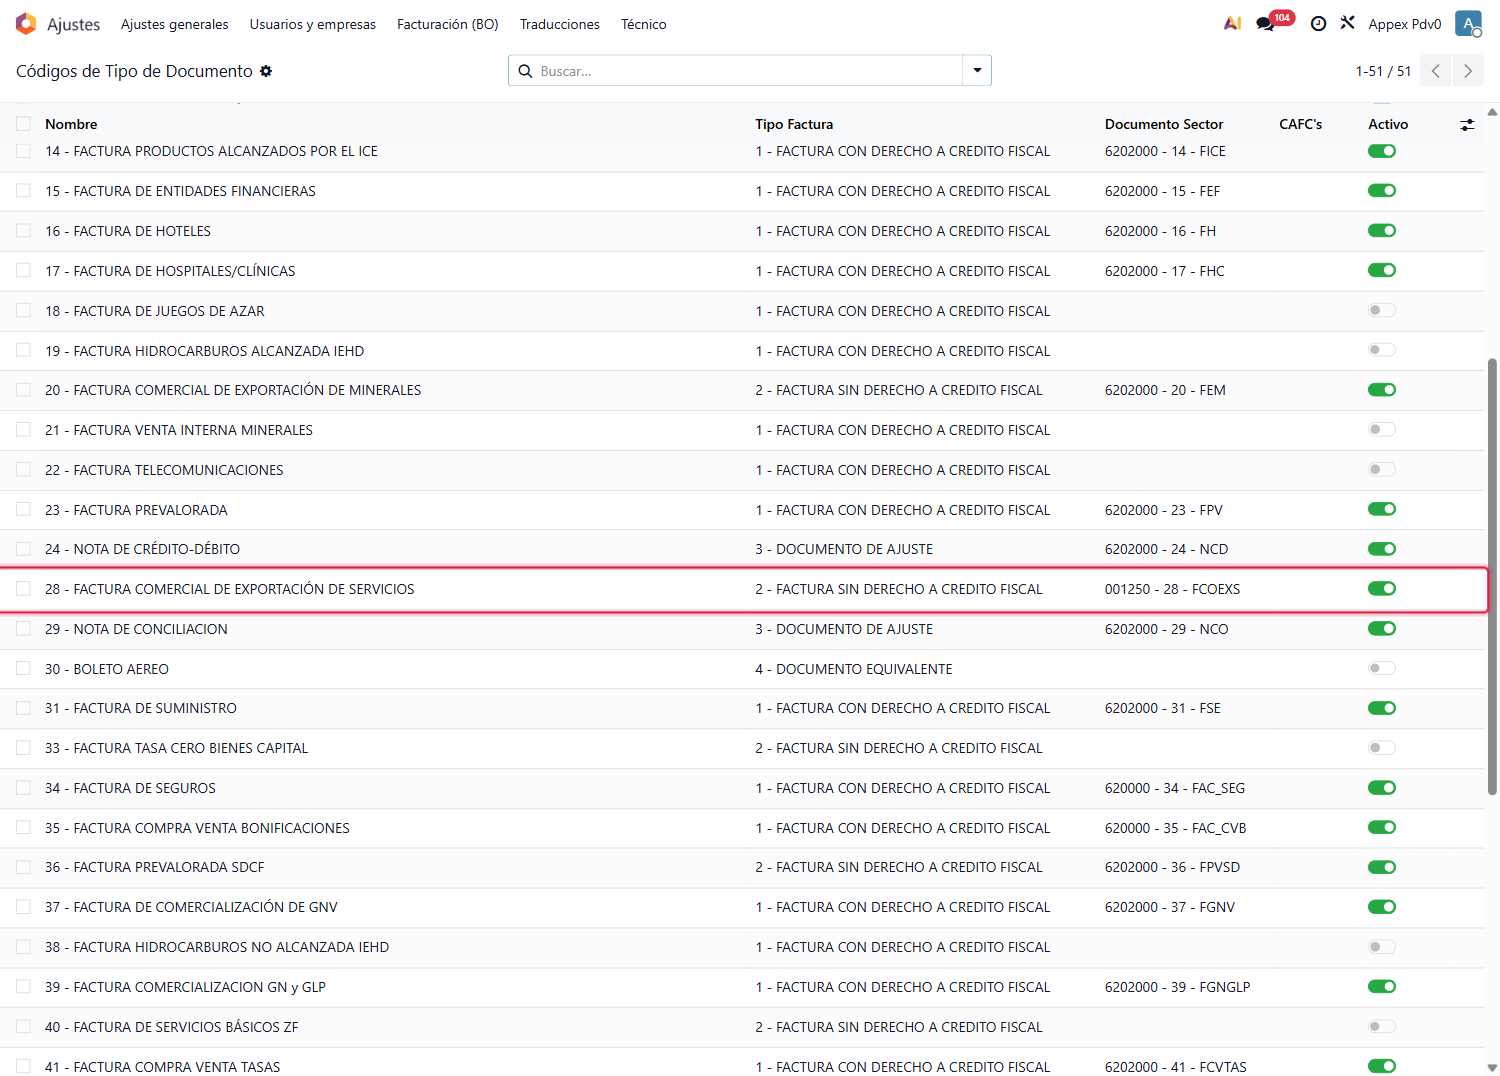 Ajustes Ajustes generales Usuarios y empresas Facturación (BO) Traducciones Técnico AI 104 Appex Pdv0 A
Códigos de Tipo de Documento Buscar... 1-51 / 51
Nombre Tipo Factura Documento Sector CAFC's Activo
14 - FACTURA PRODUCTOS ALCANZADOS POR EL ICE 1 - FACTURA CON DERECHO A CREDITO FISCAL 6202000 - 14 - FICE
15 - FACTURA DE ENTIDADES FINANCIERAS 1 - FACTURA CON DERECHO A CREDITO FISCAL 6202000 - 15 - FEF
16 - FACTURA DE HOTELES 1 - FACTURA CON DERECHO A CREDITO FISCAL 6202000 - 16 - FH
17 - FACTURA DE HOSPITALES/CLÍNICAS 1 - FACTURA CON DERECHO A CREDITO FISCAL 6202000 - 17 - FHC
18 - FACTURA DE JUEGOS DE AZAR 1 - FACTURA CON DERECHO A CREDITO FISCAL
19 - FACTURA HIDROCARBUROS ALCANZADA IEHD 1 - FACTURA CON DERECHO A CREDITO FISCAL
20 - FACTURA COMERCIAL DE EXPORTACIÓN DE MINERALES 2 - FACTURA SIN DERECHO A CREDITO FISCAL 6202000 - 20 - FEM
21 - FACTURA VENTA INTERNA MINERALES 1 - FACTURA CON DERECHO A CREDITO FISCAL
22 - FACTURA TELECOMUNICACIONES 1 - FACTURA CON DERECHO A CREDITO FISCAL
23 - FACTURA PREVALORADA 1 - FACTURA CON DERECHO A CREDITO FISCAL 6202000 - 23 - FPV
24 - NOTA DE CRÉDITO-DÉBITO 3 - DOCUMENTO DE AJUSTE 6202000 - 24 - NCD
28 - FACTURA COMERCIAL DE EXPORTACIÓN DE SERVICIOS 2 - FACTURA SIN DERECHO A CREDITO FISCAL 001250 - 28 - FCOEXS
29 - NOTA DE CONCILIACION 3 - DOCUMENTO DE AJUSTE 6202000 - 29 - NCO
30 - BOLETO AEREO 4 - DOCUMENTO EQUIVALENTE
31 - FACTURA DE SUMINISTRO 1 - FACTURA CON DERECHO A CREDITO FISCAL 6202000 - 31 - FSE
33 - FACTURA TASA CERO BIENES CAPITAL 2 - FACTURA SIN DERECHO A CREDITO FISCAL
34 - FACTURA DE SEGUROS 1 - FACTURA CON DERECHO A CREDITO FISCAL 620000 - 34 - FAC_SEG
35 - FACTURA COMPRA VENTA BONIFICACIONES 1 - FACTURA CON DERECHO A CREDITO FISCAL 620000 - 35 - FAC_CVB
36 - FACTURA PREVALORADA SDCF 2 - FACTURA SIN DERECHO A CREDITO FISCAL 6202000 - 36 - FPVSD
37 - FACTURA DE COMERCIALIZACIÓN DE GNV 1 - FACTURA CON DERECHO A CREDITO FISCAL 6202000 - 37 - FGNV
38 - FACTURA HIDROCARBUROS NO ALCANZADA IEHD 1 - FACTURA CON DERECHO A CREDITO FISCAL
39 - FACTURA COMERCIALIZACION GN y GLP 1 - FACTURA CON DERECHO A CREDITO FISCAL 6202000 - 39 - FGNGLP
40 - FACTURA DE SERVICIOS BÁSICOS ZF 2 - FACTURA SIN DERECHO A CREDITO FISCAL
41 - FACTURA COMPRA VENTA TASAS 1 - FACTURA CON DERECHO A CREDITO FISCAL 6202000 - 41 - FCVTAS